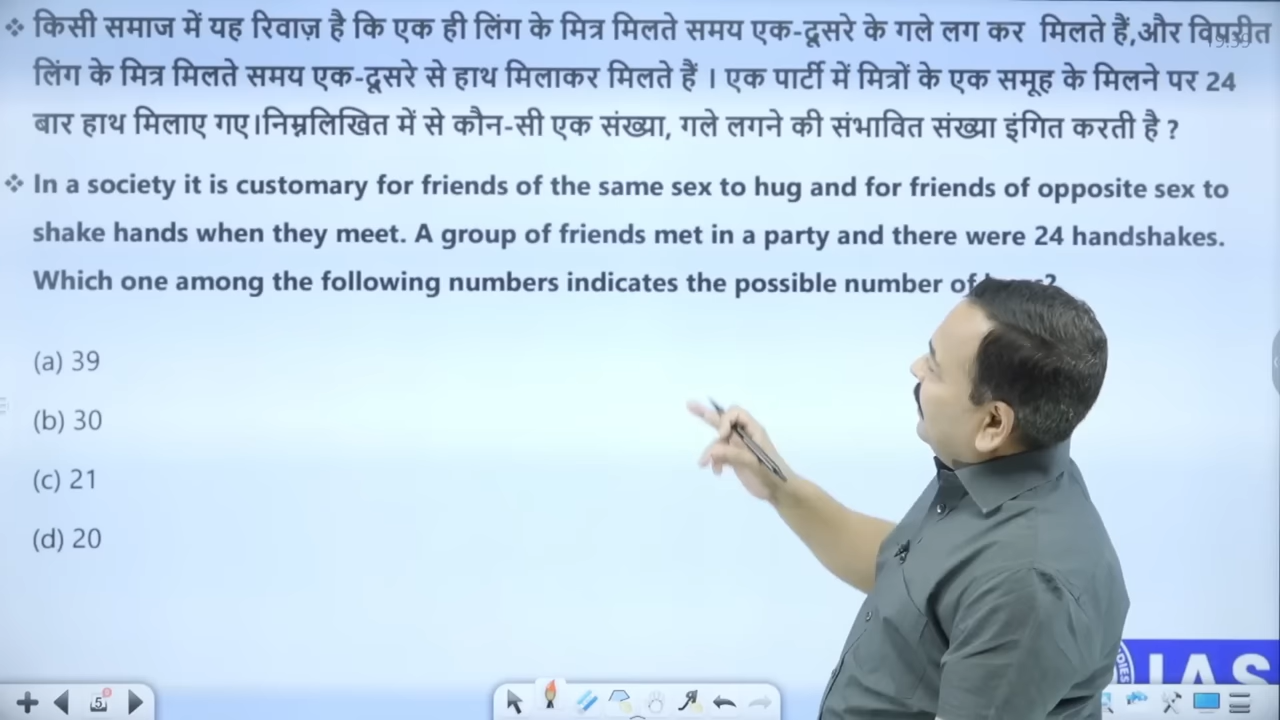 ❖ किसी समाज में यह रिवाज़ है कि एक ही लिंग के मित्र मिलते समय एक-दूसरे के गले लग कर मिलते हैं,और विपरीत
लिंग के मित्र मिलते समय एक-दूसरे से हाथ मिलाकर मिलते हैं । एक पार्टी में मित्रों के एक समूह के मिलने पर 24
बार हाथ मिलाए गए।निम्नलिखित में से कौन-सी एक संख्या, गले लगने की संभावित संख्या इंगित करती है ?
❖ In a society it is customary for friends of the same sex to hug and for friends of opposite sex to
shake hands when they meet. A group of friends met in a party and there were 24 handshakes.
Which one among the following numbers indicates the possible number of
(a) 39
(b) 30
(c) 21
(d) 20
IAS
5